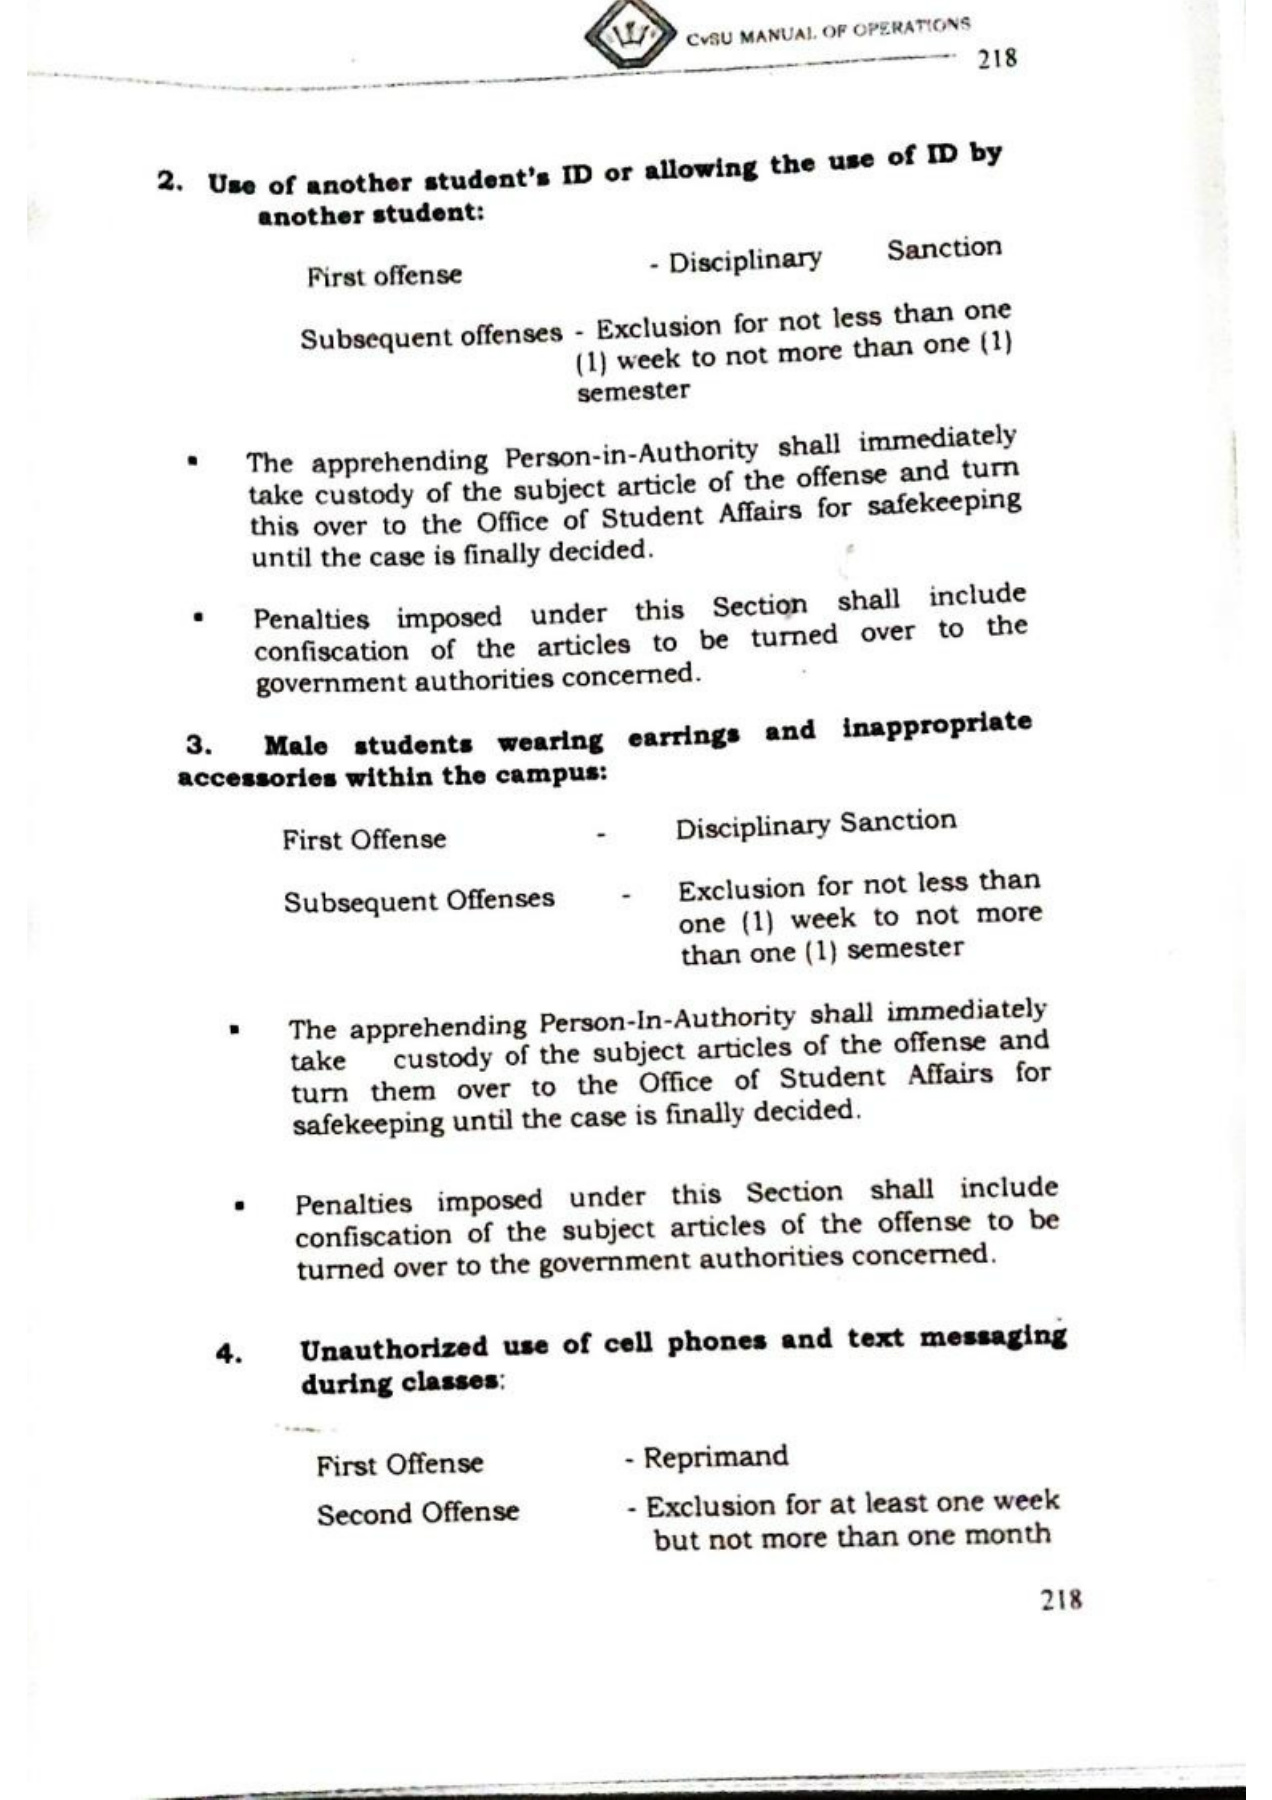 CvSU MANUAL OF OPERATIONS
218
2. Use of another student's ID or allowing the use of ID by
another student:
First offense - Disciplinary Sanction
Subsequent offenses - Exclusion for not less than one
(1) week to not more than one (1)
semester
▪ The apprehending Person-in-Authority shall immediately
take custody of the subject article of the offense and turn
this over to the Office of Student Affairs for safekeeping
until the case is finally decided.
▪ Penalties imposed under this Section shall include
confiscation of the articles to be turned over to the
government authorities concerned.
3. Male students wearing earrings and inappropriate
accessories within the campus:
First Offense - Disciplinary Sanction
Subsequent Offenses - Exclusion for not less than
one (1) week to not more
than one (1) semester
▪ The apprehending Person-In-Authority shall immediately
take custody of the subject articles of the offense and
turn them over to the Office of Student Affairs for
safekeeping until the case is finally decided.
▪ Penalties imposed under this Section shall include
confiscation of the subject articles of the offense to be
turned over to the government authorities concerned.
4. Unauthorized use of cell phones and text messaging
during classes:
First Offense - Reprimand
Second Offense - Exclusion for at least one week
but not more than one month
218